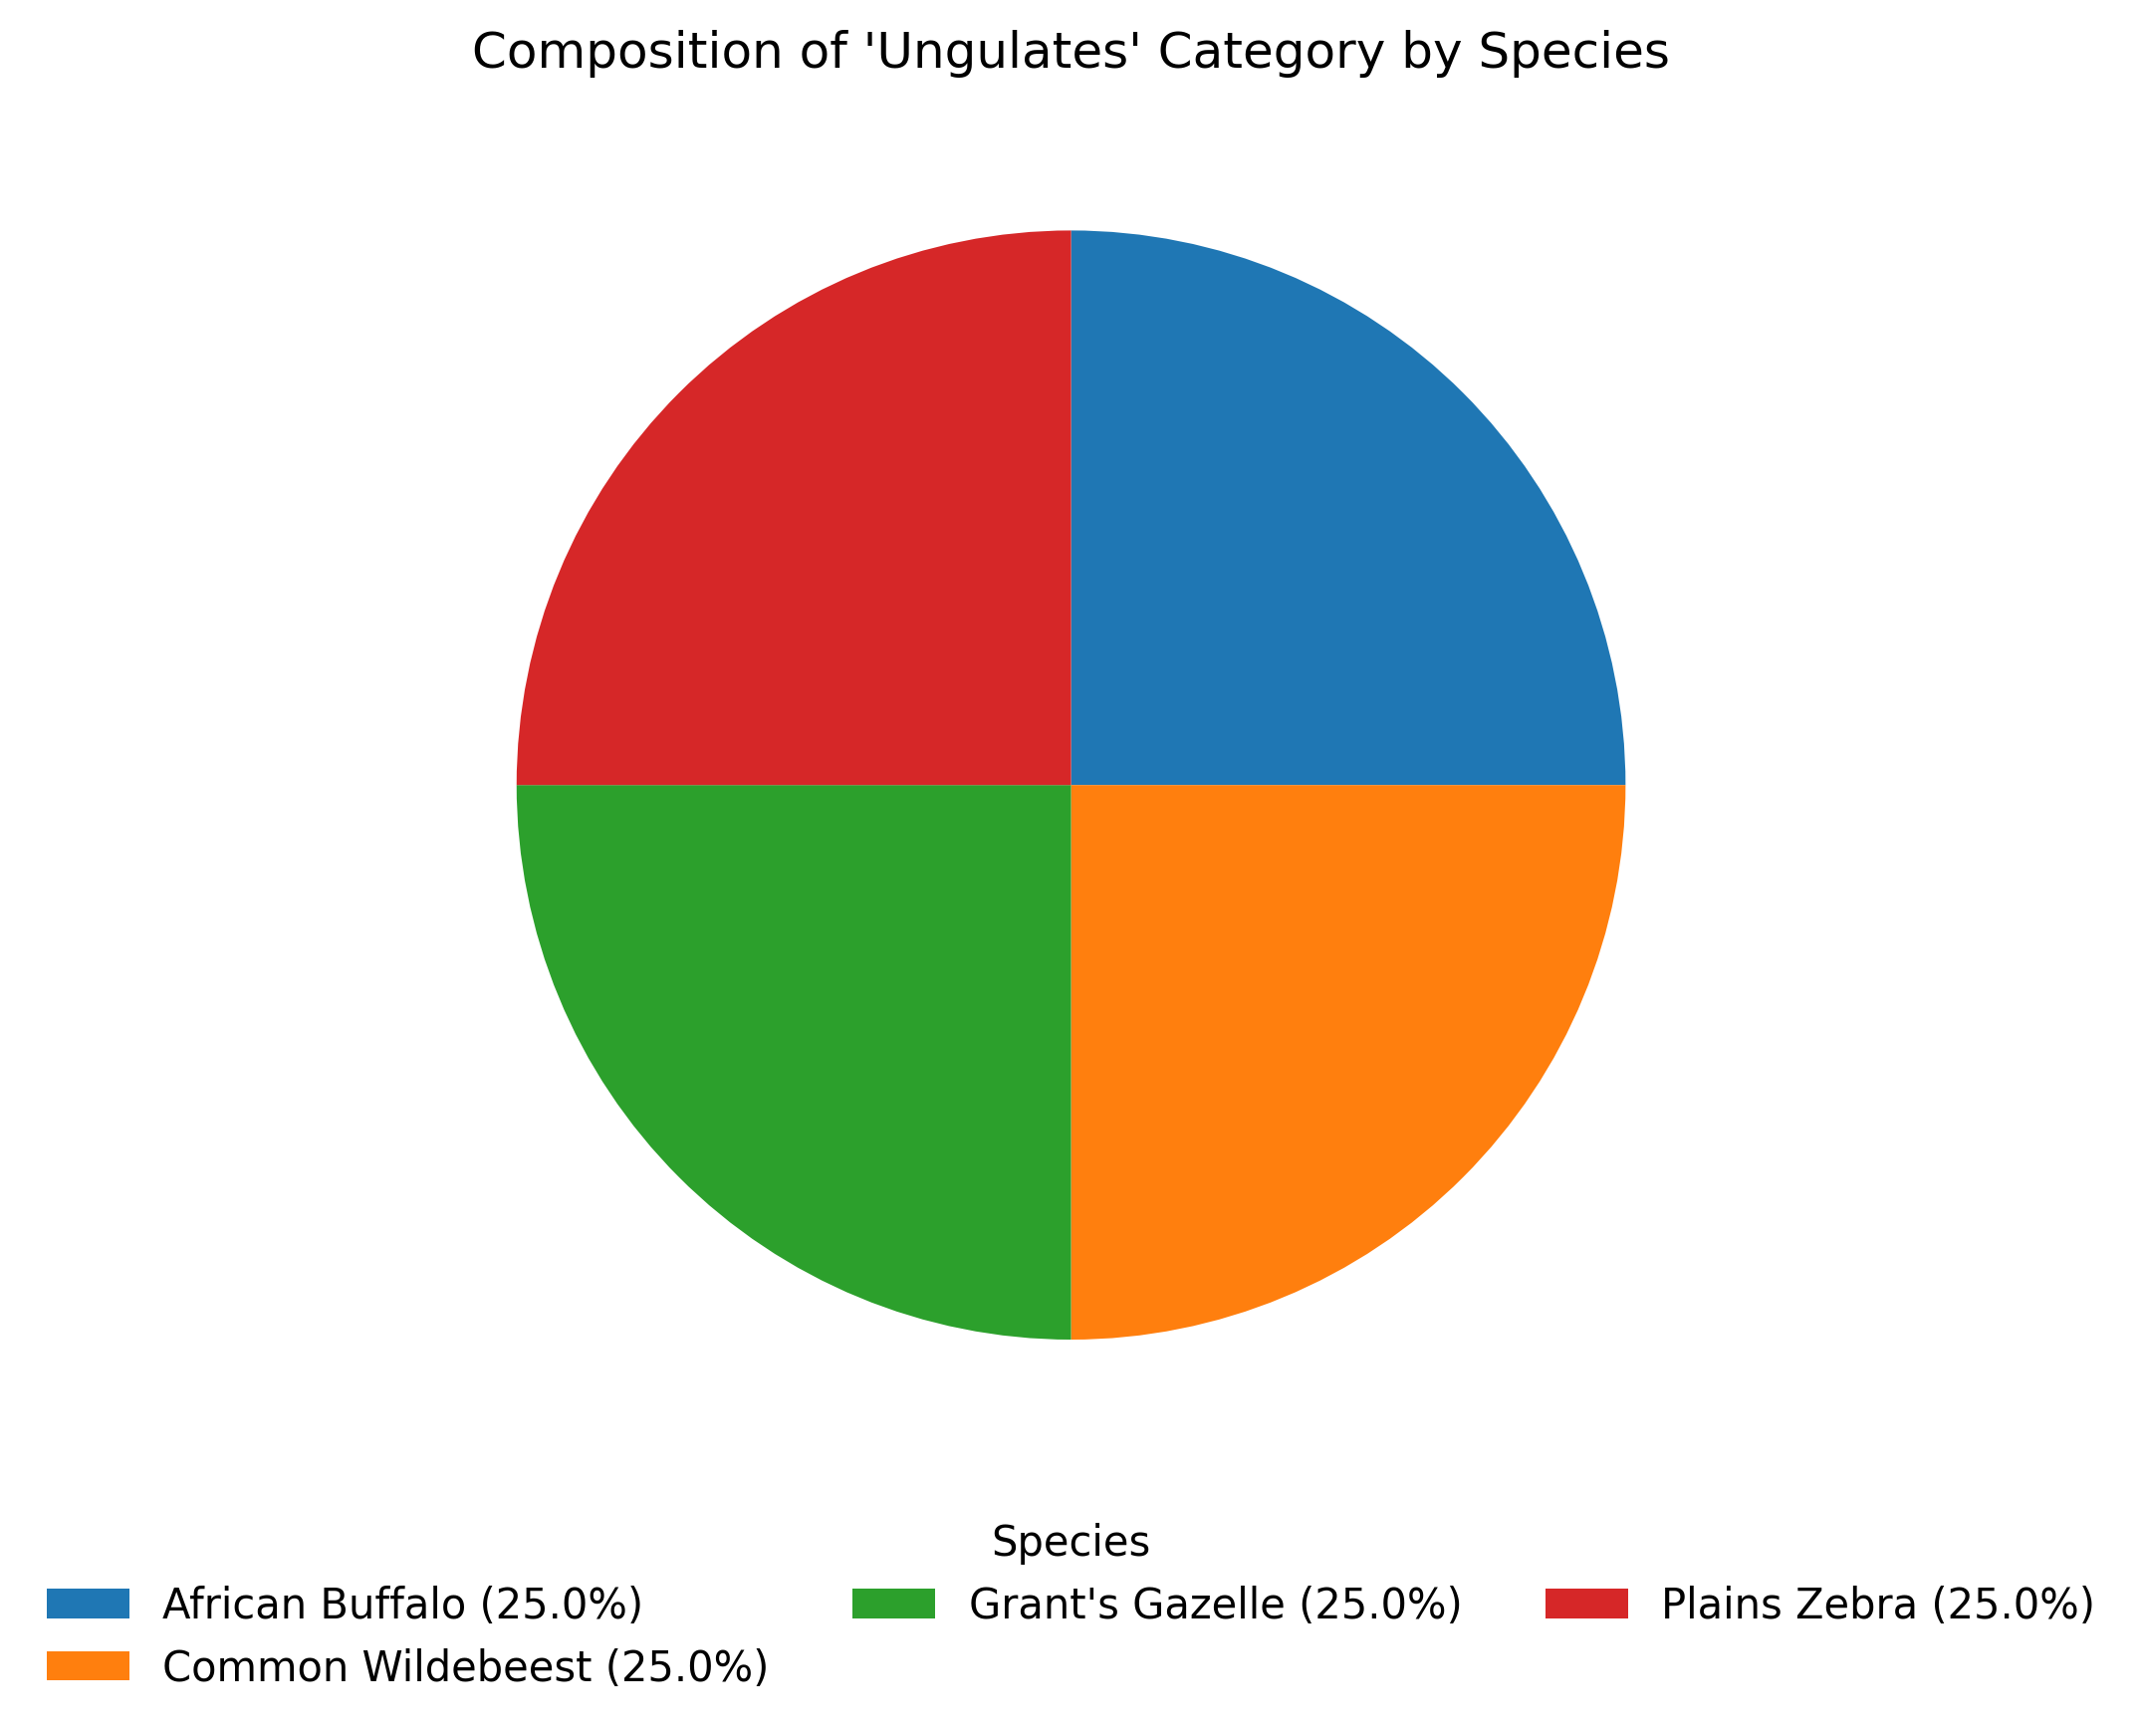 Composition of 'Ungulates' Category by Species
Species
African Buffalo (25.0%)
Common Wildebeest (25.0%)
Grant's Gazelle (25.0%)
Plains Zebra (25.0%)